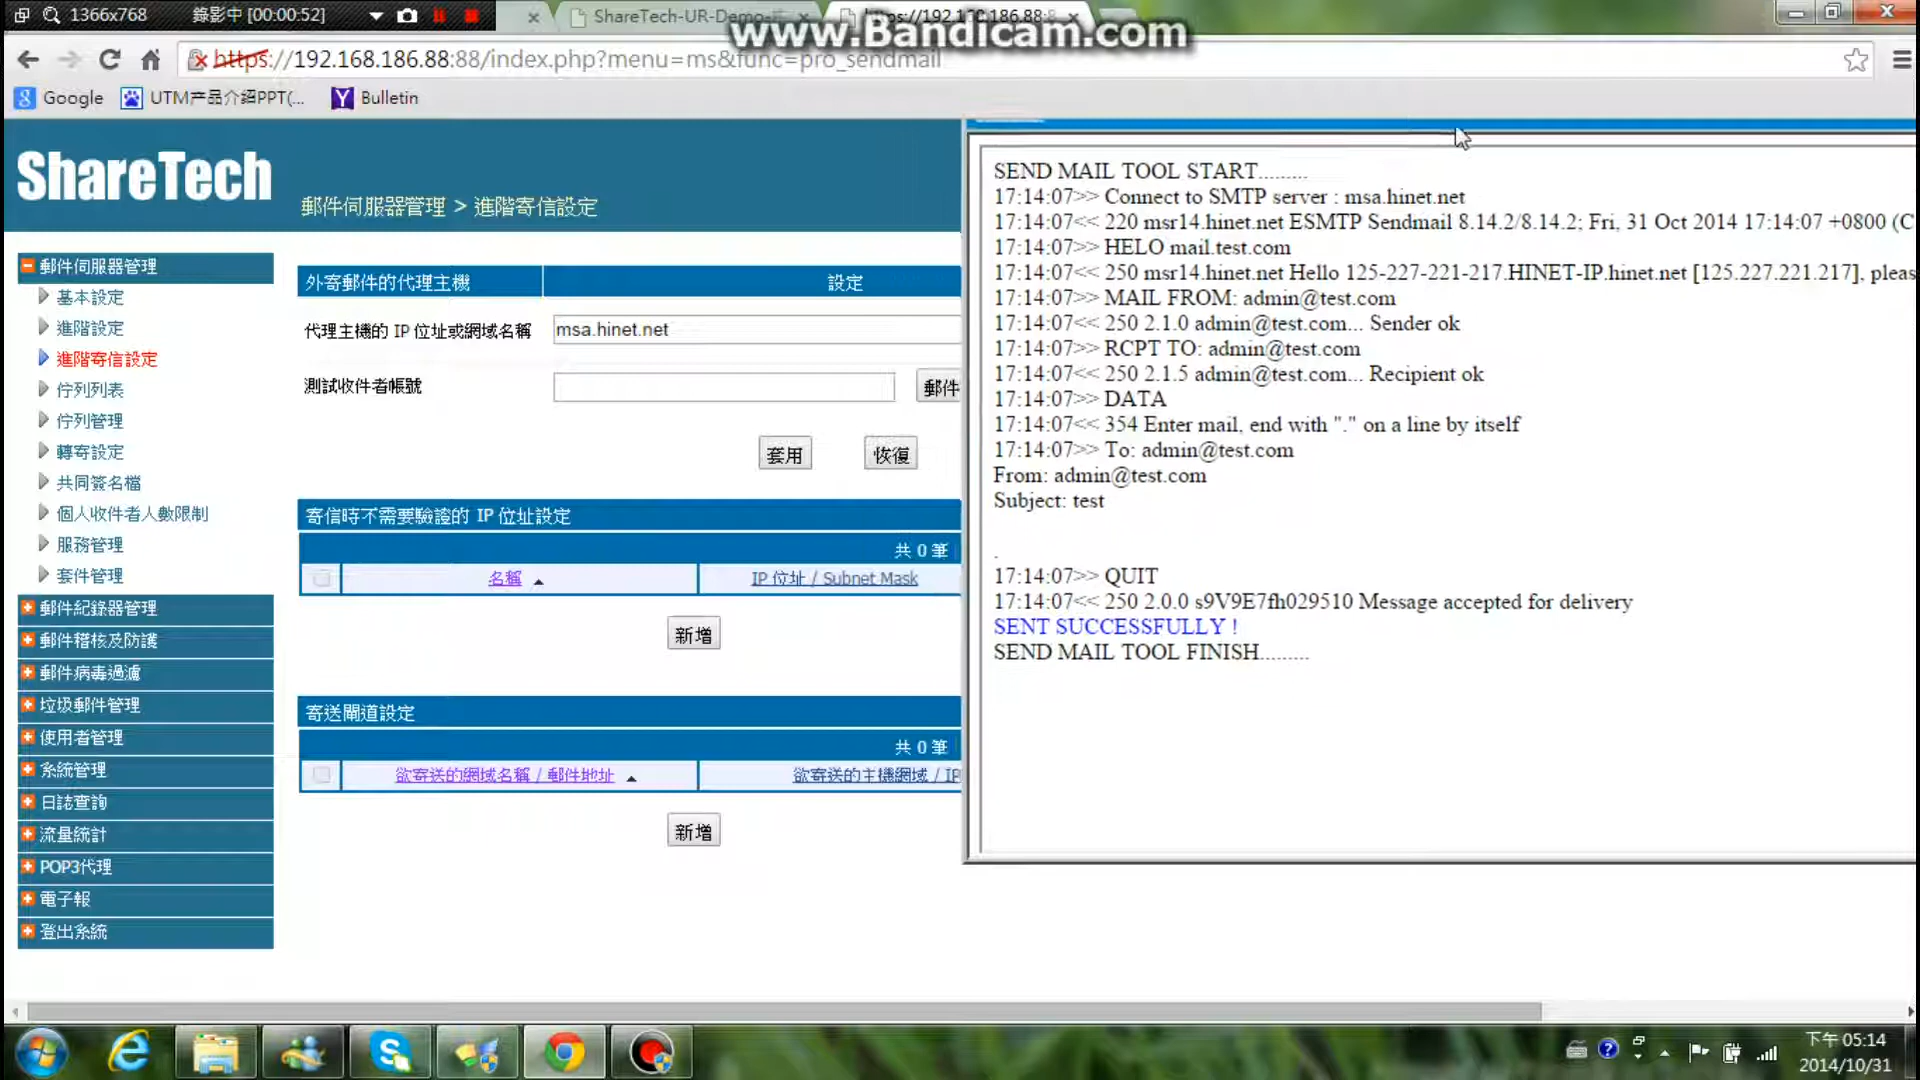 1366x768 錄影中 [00:00:52]
ShareTech-UR-Demo
www.Bandicam.com
https://192.168.186.88:88/index.php?menu=ms&func=pro_sendmail
Google UTM产品介紹PPT(... Bulletin
ShareTech
郵件伺服器管理 > 進階寄信設定
郵件伺服器管理
基本設定
進階設定
進階寄信設定
佇列列表
佇列管理
轉寄設定
共同簽名檔
個人收件者人數限制
服務管理
套件管理
郵件紀錄器管理
郵件稽核及防護
郵件病毒過濾
垃圾郵件管理
使用者管理
系統管理
日誌查詢
流量統計
POP3代理
電子報
登出系統
外寄郵件的代理主機 設定
代理主機的 IP 位址或網域名稱 msa.hinet.net
測試收件者帳號 郵件
套用 恢復
寄信時不需要驗證的 IP 位址設定
共 0 筆
名稱 IP 位址 / Subnet Mask
新增
寄送閘道設定
共 0 筆
欲寄送的網域名稱 / 郵件地址 欲寄送的主機網域 / IP
新增
SEND MAIL TOOL START.........
17:14:07>> Connect to SMTP server : msa.hinet.net
17:14:07<< 220 msr14.hinet.net ESMTP Sendmail 8.14.2/8.14.2; Fri, 31 Oct 2014 17:14:07 +0800 (C
17:14:07>> HELO mail.test.com
17:14:07<< 250 msr14.hinet.net Hello 125-227-221-217.HINET-IP.hinet.net [125.227.221.217], pleas
17:14:07>> MAIL FROM: admin@test.com
17:14:07<< 250 2.1.0 admin@test.com... Sender ok
17:14:07>> RCPT TO: admin@test.com
17:14:07<< 250 2.1.5 admin@test.com... Recipient ok
17:14:07>> DATA
17:14:07<< 354 Enter mail, end with "." on a line by itself
17:14:07>> To: admin@test.com
From: admin@test.com
Subject: test
.
17:14:07>> QUIT
17:14:07<< 250 2.0.0 s9V9E7fh029510 Message accepted for delivery
SENT SUCCESSFULLY !
SEND MAIL TOOL FINISH.........
下午 05:14
2014/10/31